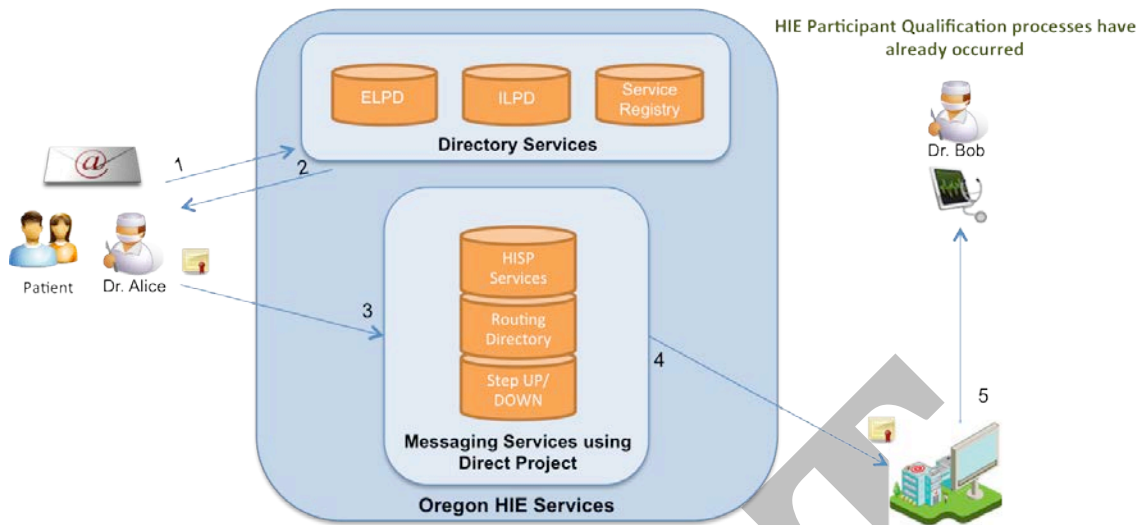 HIE Participant Qualification processes have
already occurred
ELPD
ILPD
Service
Registry
Directory Services
@
1
2
Patient
Dr. Alice
3
HISP
Services
Routing
Directory
Step UP/
DOWN
Messaging Services using
Direct Project
Oregon HIE Services
4
Dr. Bob
5
T